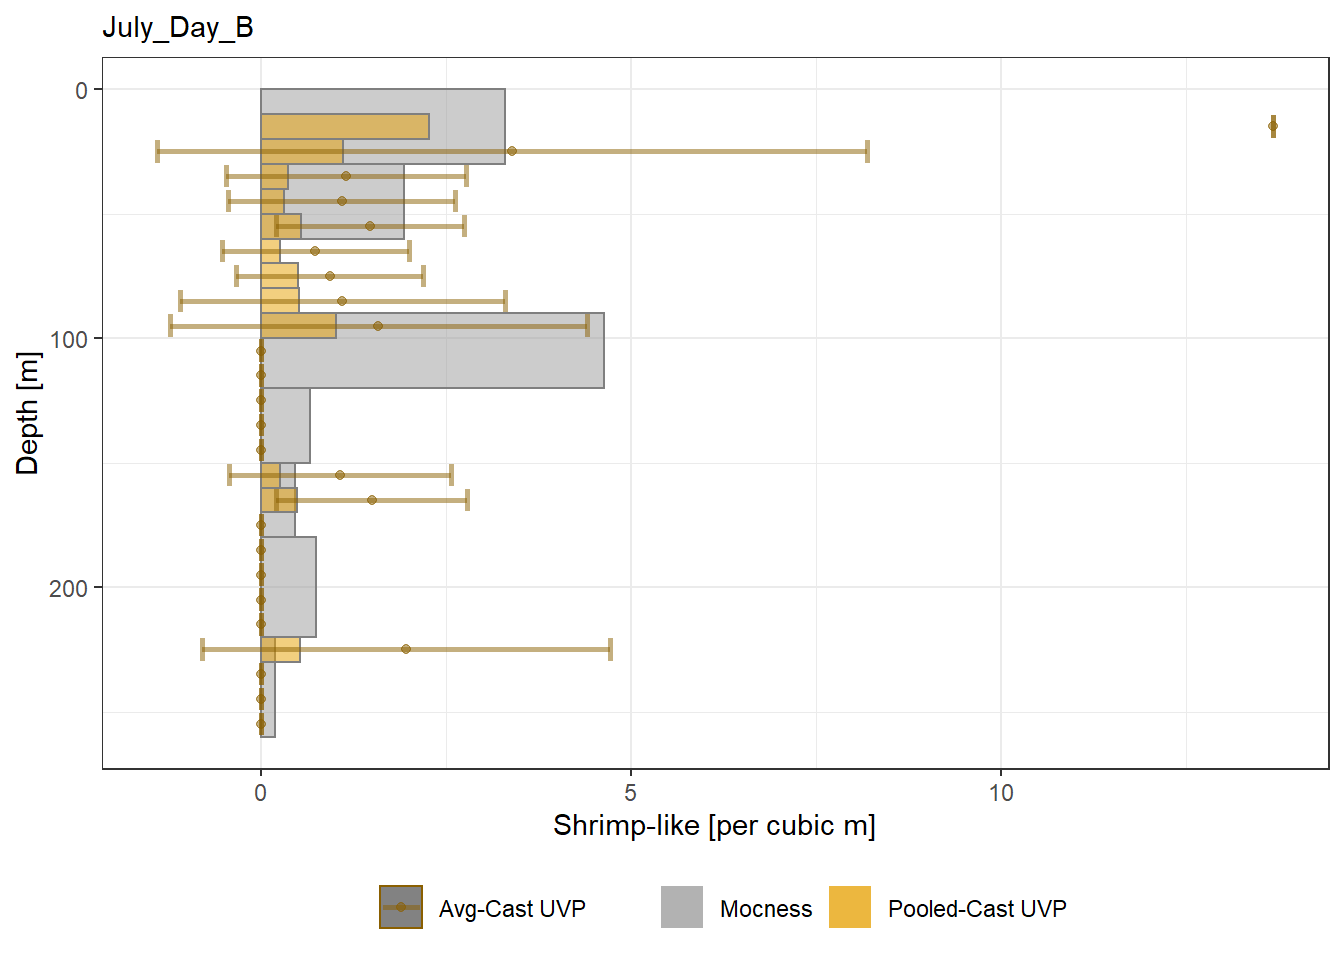 July_Day_B
0
100
200
Depth [m]
0 5 10
Shrimp-like [per cubic m]
Avg-Cast UVP Mocness Pooled-Cast UVP